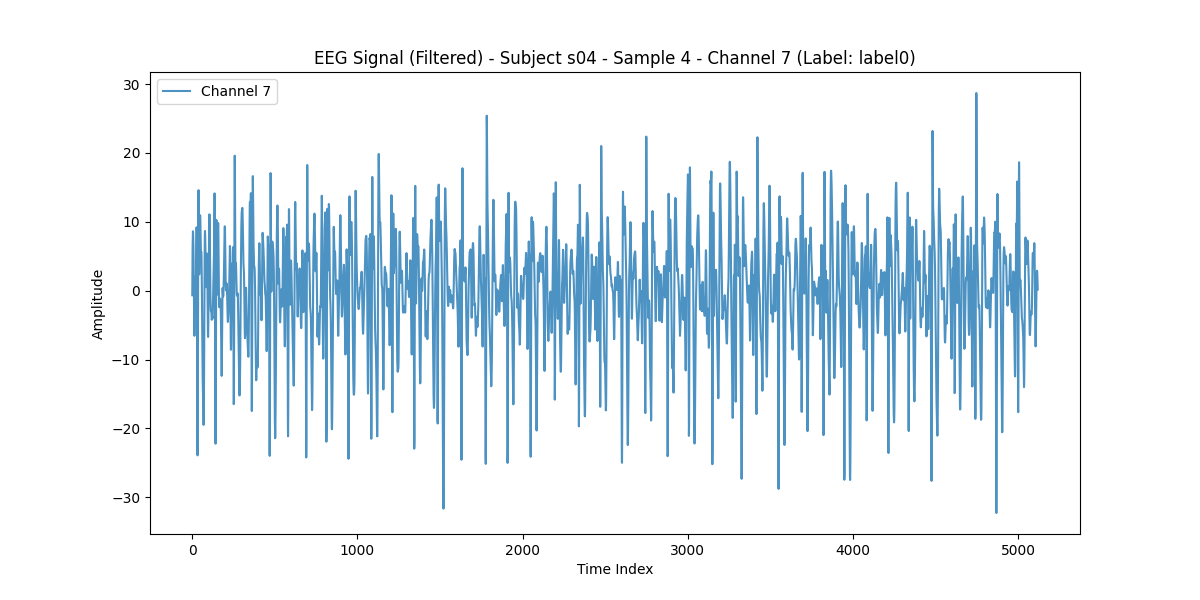 EEG Signal (Filtered) - Subject s04 - Sample 4 - Channel 7 (Label: label0)
Channel 7
30
20
10
0
−10
−20
−30
Amplitude
0 1000 2000 3000 4000 5000
Time Index